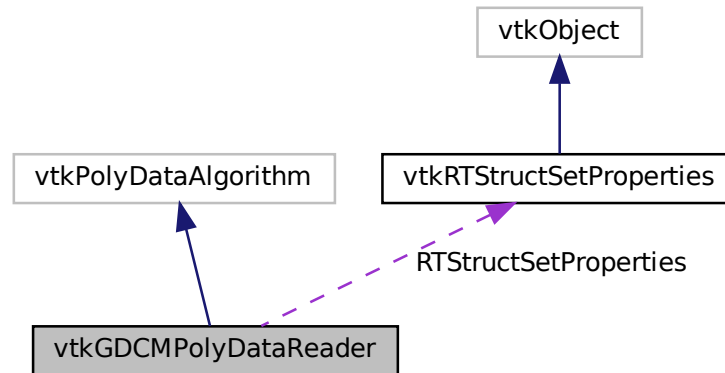 vtkObject
vtkPolyDataAlgorithm
vtkRTStructSetProperties
RTStructSetProperties
vtkGDCMPolyDataReader